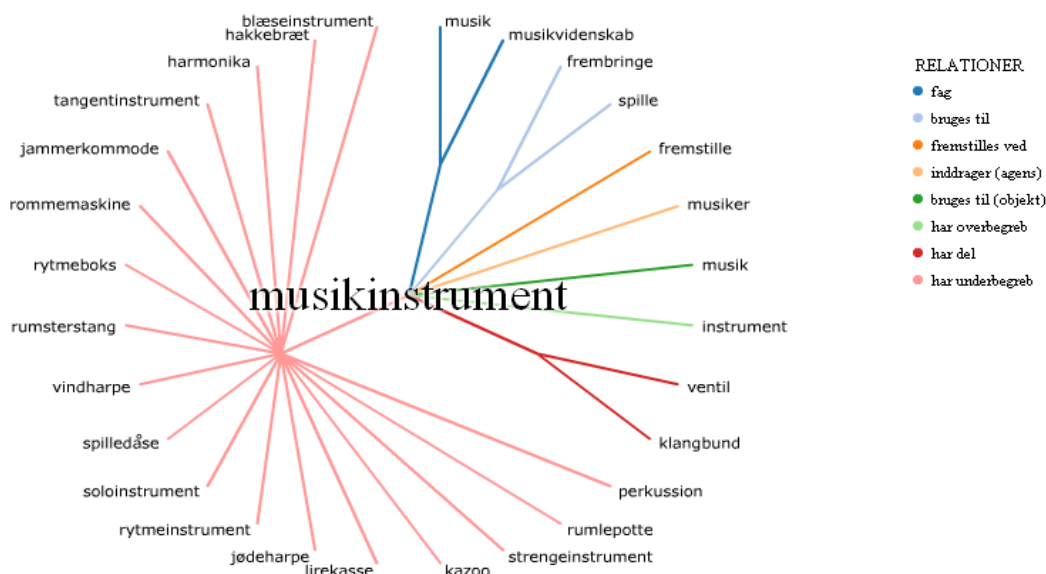 blæseinstrument
musik
hakkebræt
musikvidenskab
harmonika
frembringe
tangentinstrument
spille
jammerkommode
fremstille
rommemaskine
musiker
rytmeboks
musik
musikinstrument
rumsterstang
instrument
vindharpe
ventil
spilledåse
klangbund
soloinstrument
perkussion
rytmeinstrument
rumlepotte
jødeharpe
strengeinstrument
lirekasse
kazoo
RELATIONER
fag
bruges til
fremstilles ved
inddrager (agens)
bruges til (objekt)
har overbegreb
har del
har underbegreb